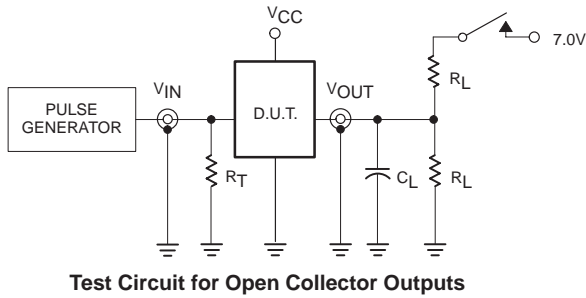 VCC
7.0V
RL
VIN
VOUT
PULSE
GENERATOR
D.U.T.
RT
CL
RL
Test Circuit for Open Collector Outputs